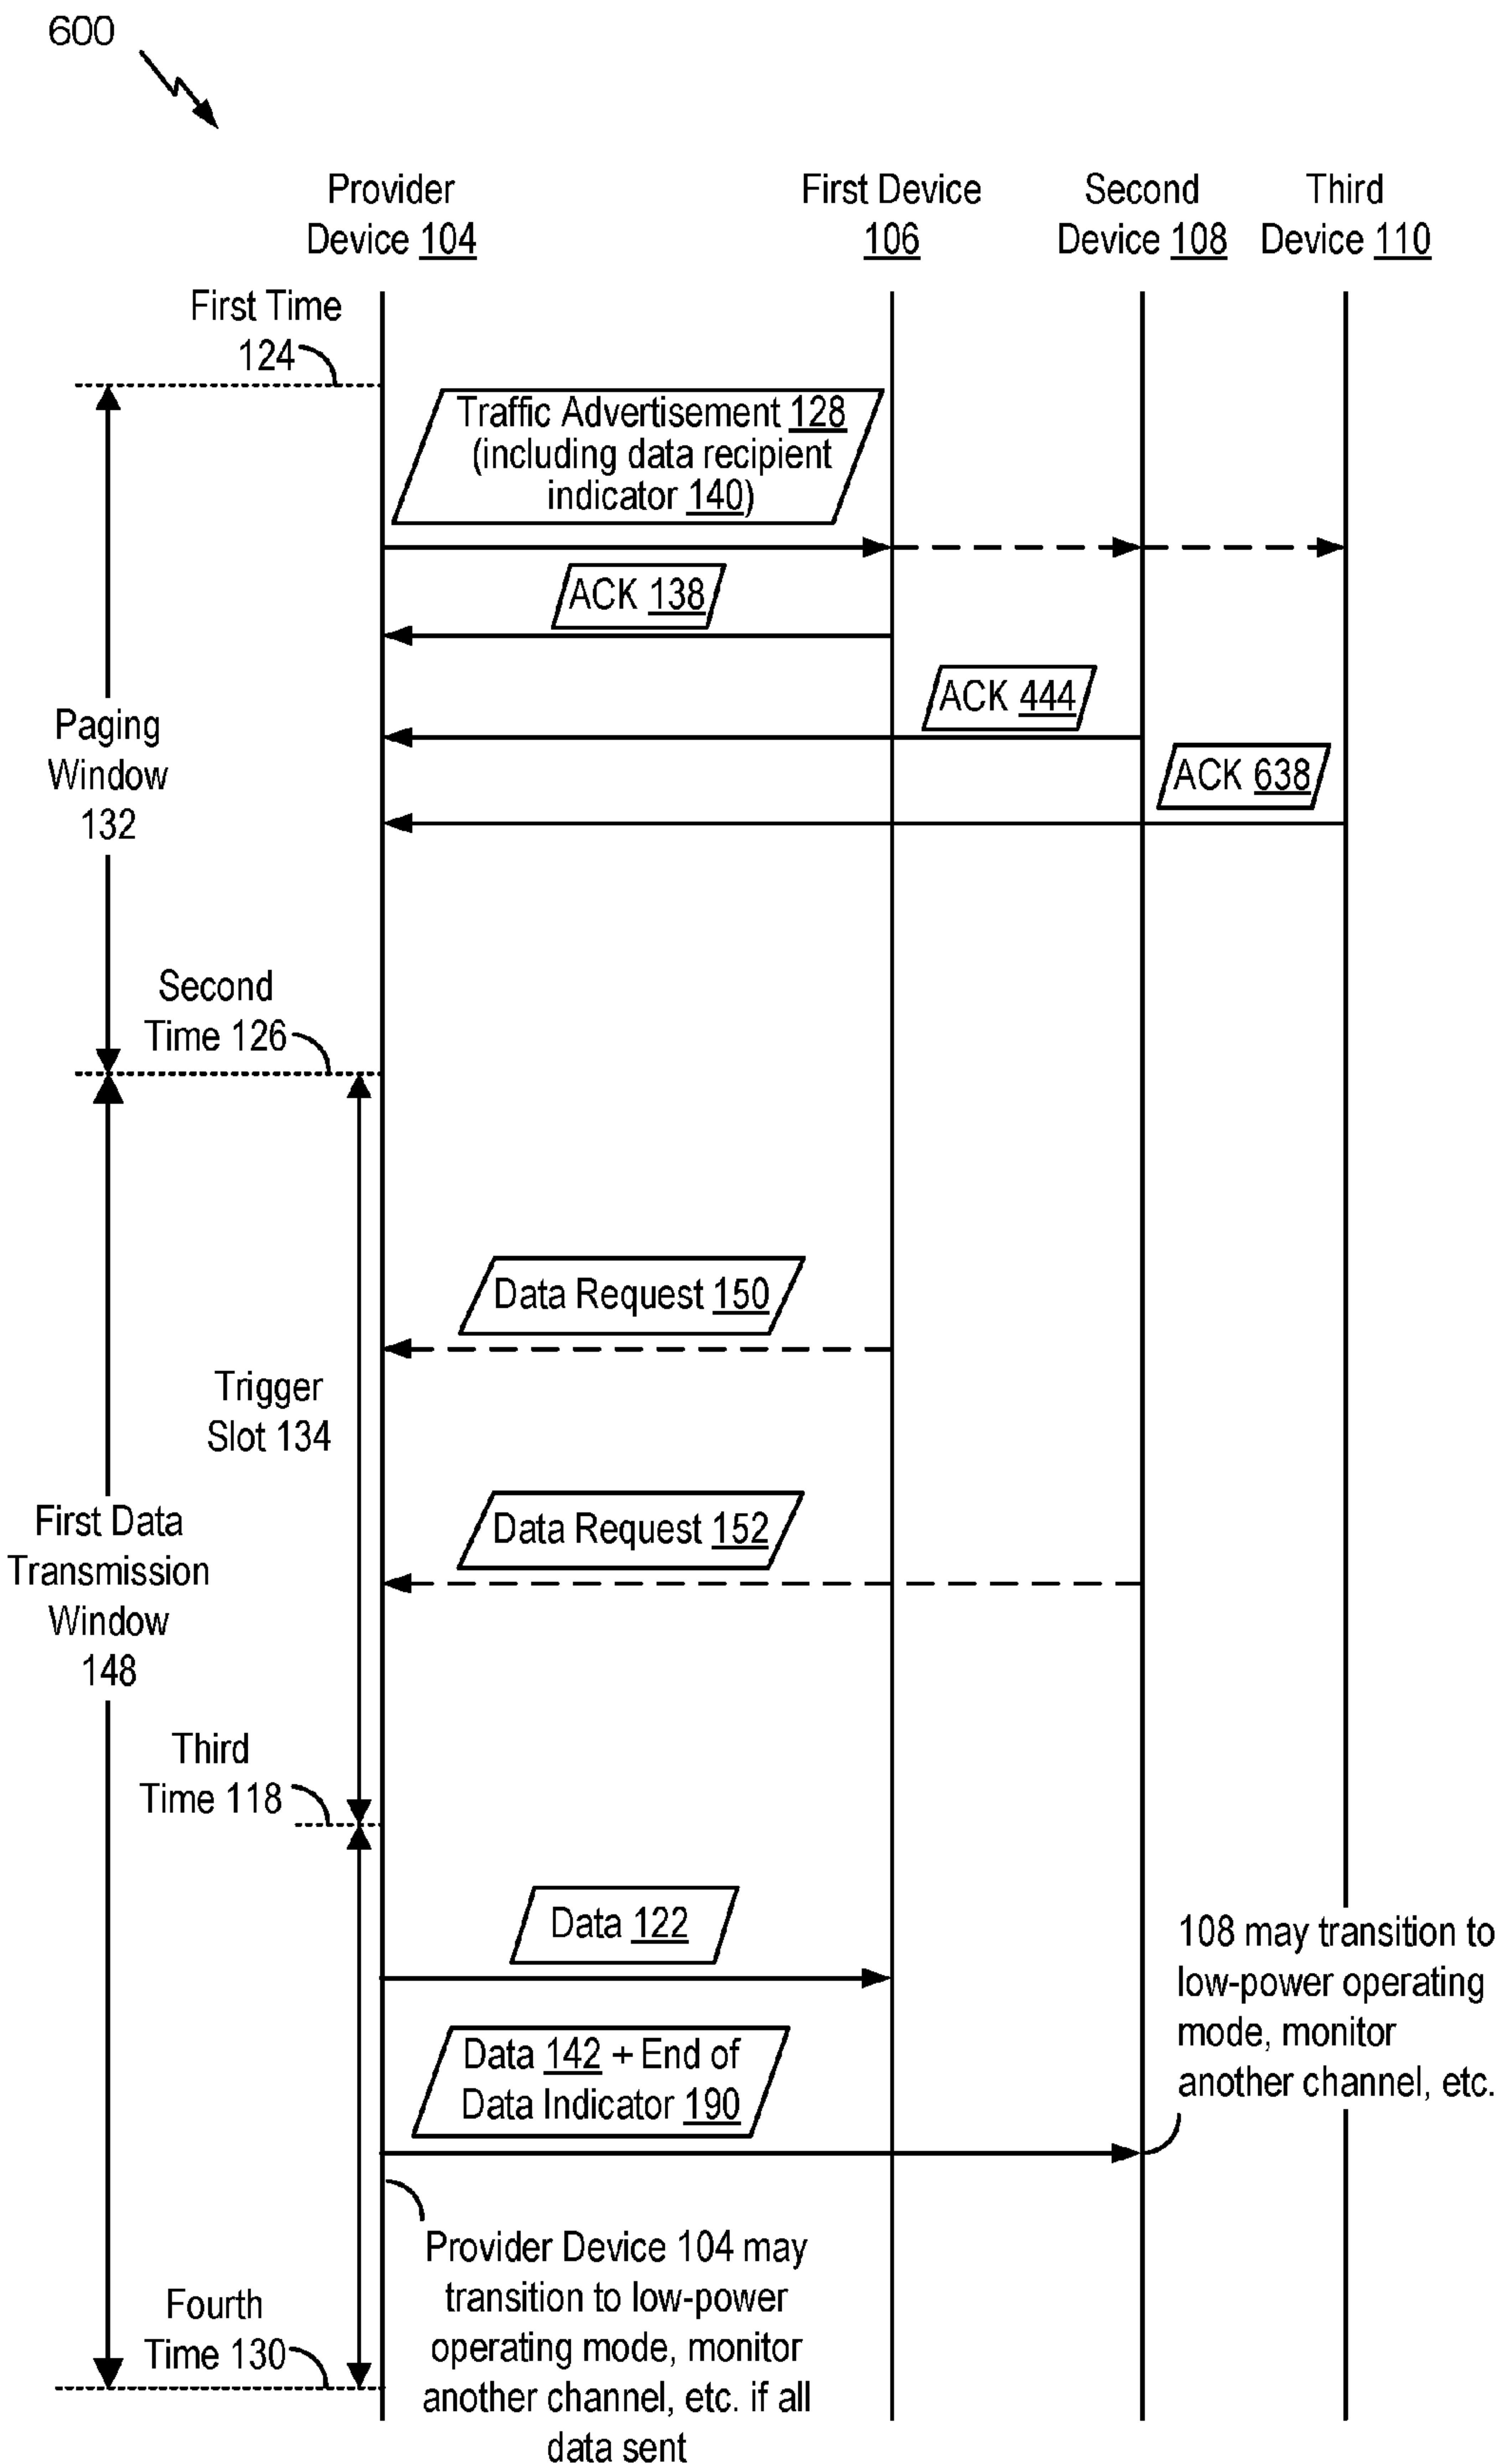 600
Provider
Device 104
First Device
106
Second
Device 108
Third
Device 110
First Time
124
Traffic Advertisement 128
(including data recipient
indicator 140)
ACK 138
ACK 444
ACK 638
Paging
Window
132
Second
Time 126
Data Request 150
Trigger
Slot 134
Data Request 152
First Data
Transmission
Window
148
Third
Time 118
Data 122
108 may transition to
low-power operating
mode, monitor
another channel, etc.
Data 142 + End of
Data Indicator 190
Provider Device 104 may
transition to low-power
operating mode, monitor
another channel, etc. if all
data sent
Fourth
Time 130